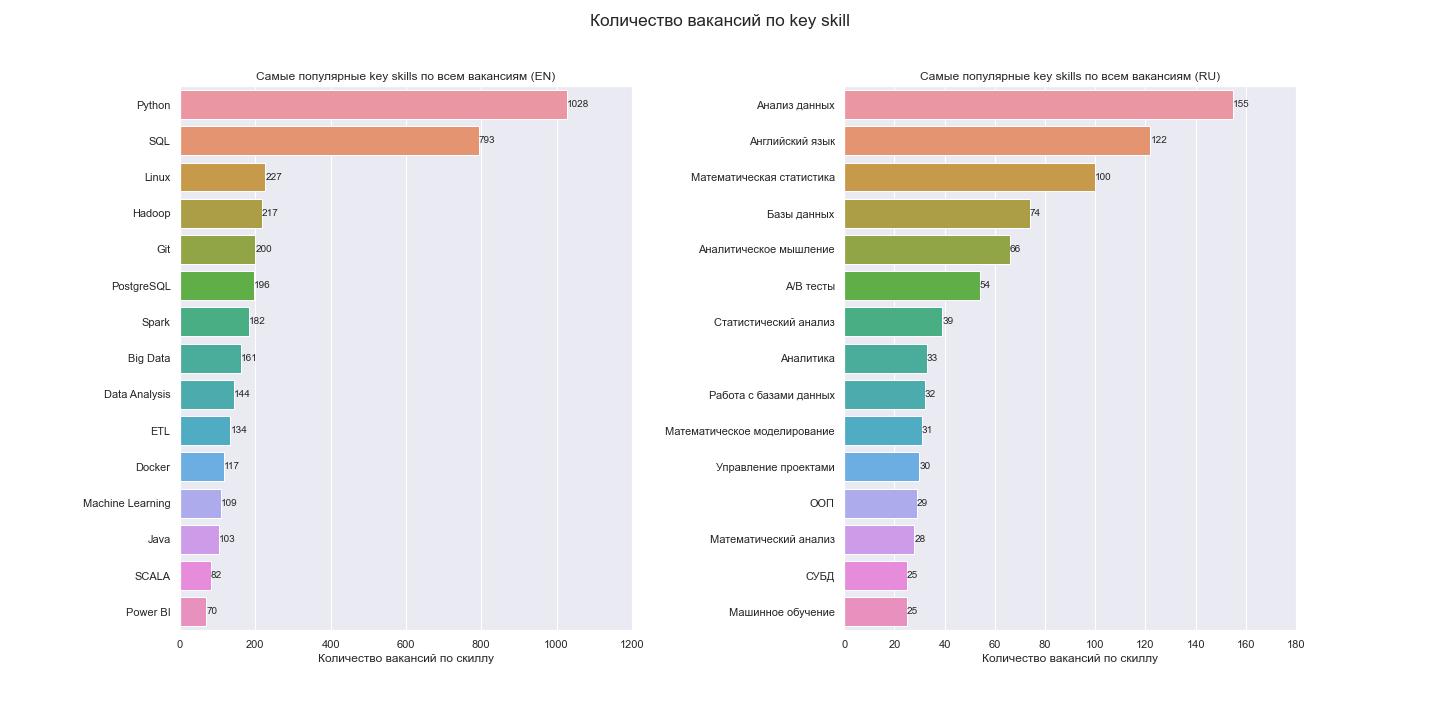 Количество вакансий по key skill
Самые популярные key skills по всем вакансиям (EN)
Python 1028
SQL 793
Linux 227
Hadoop 217
Git 200
PostgreSQL 196
Spark 182
Big Data 161
Data Analysis 144
ETL 134
Docker 117
Machine Learning 109
Java 103
SCALA 82
Power BI 70
0 200 400 600 800 1000 1200
Количество вакансий по скиллу
Самые популярные key skills по всем вакансиям (RU)
Анализ данных 155
Английский язык 122
Математическая статистика 100
Базы данных 74
Аналитическое мышление 66
A/B тесты 54
Статистический анализ 39
Аналитика 33
Работа с базами данных 32
Математическое моделирование 31
Управление проектами 30
ООП 29
Математический анализ 28
СУБД 25
Машинное обучение 25
0 20 40 60 80 100 120 140 160 180
Количество вакансий по скиллу